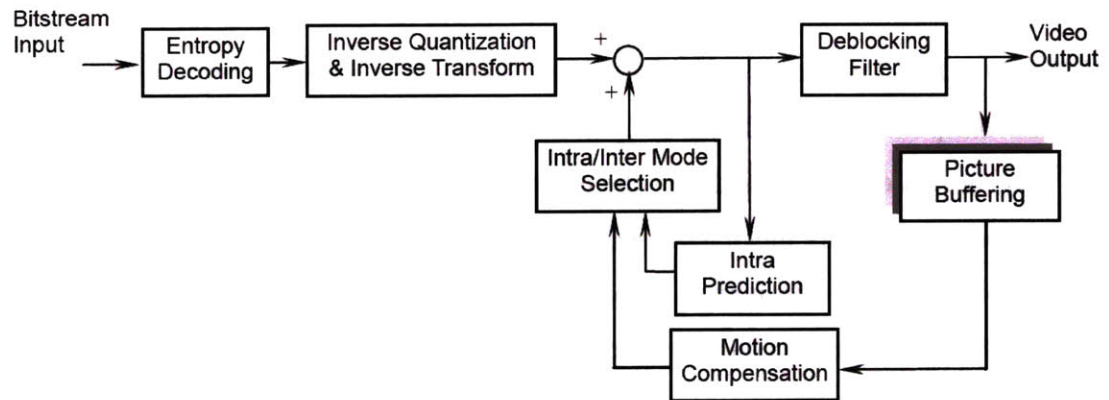 Bitstream
Input
Entropy
Decoding
Inverse Quantization
& Inverse Transform
+
+
Deblocking
Filter
Video
Output
Intra/Inter Mode
Selection
Picture
Buffering
Intra
Prediction
Motion
Compensation